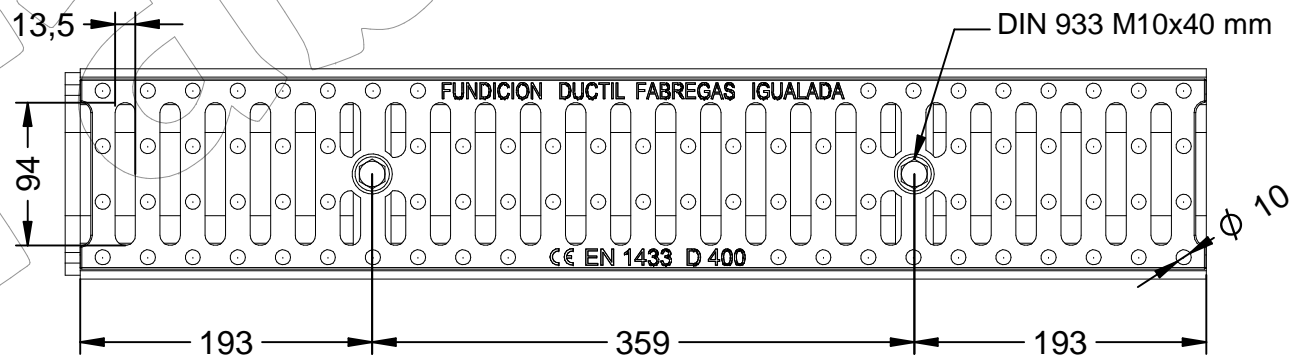 13,5
DIN 933 M10x40 mm
FUNDICION DUCTIL FABREGAS IGUALADA
94
ϕ 10
CE EN 1433 D 400
193
359
193